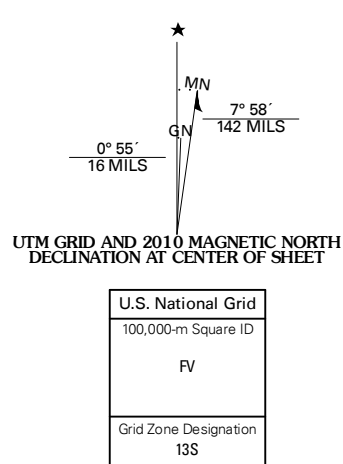 ★
MN
7° 58´
142 MILS
GN
0° 55´
16 MILS
UTM GRID AND 2010 MAGNETIC NORTH
DECLINATION AT CENTER OF SHEET
U.S. National Grid
100,000-m Square ID
FV
Grid Zone Designation
13S